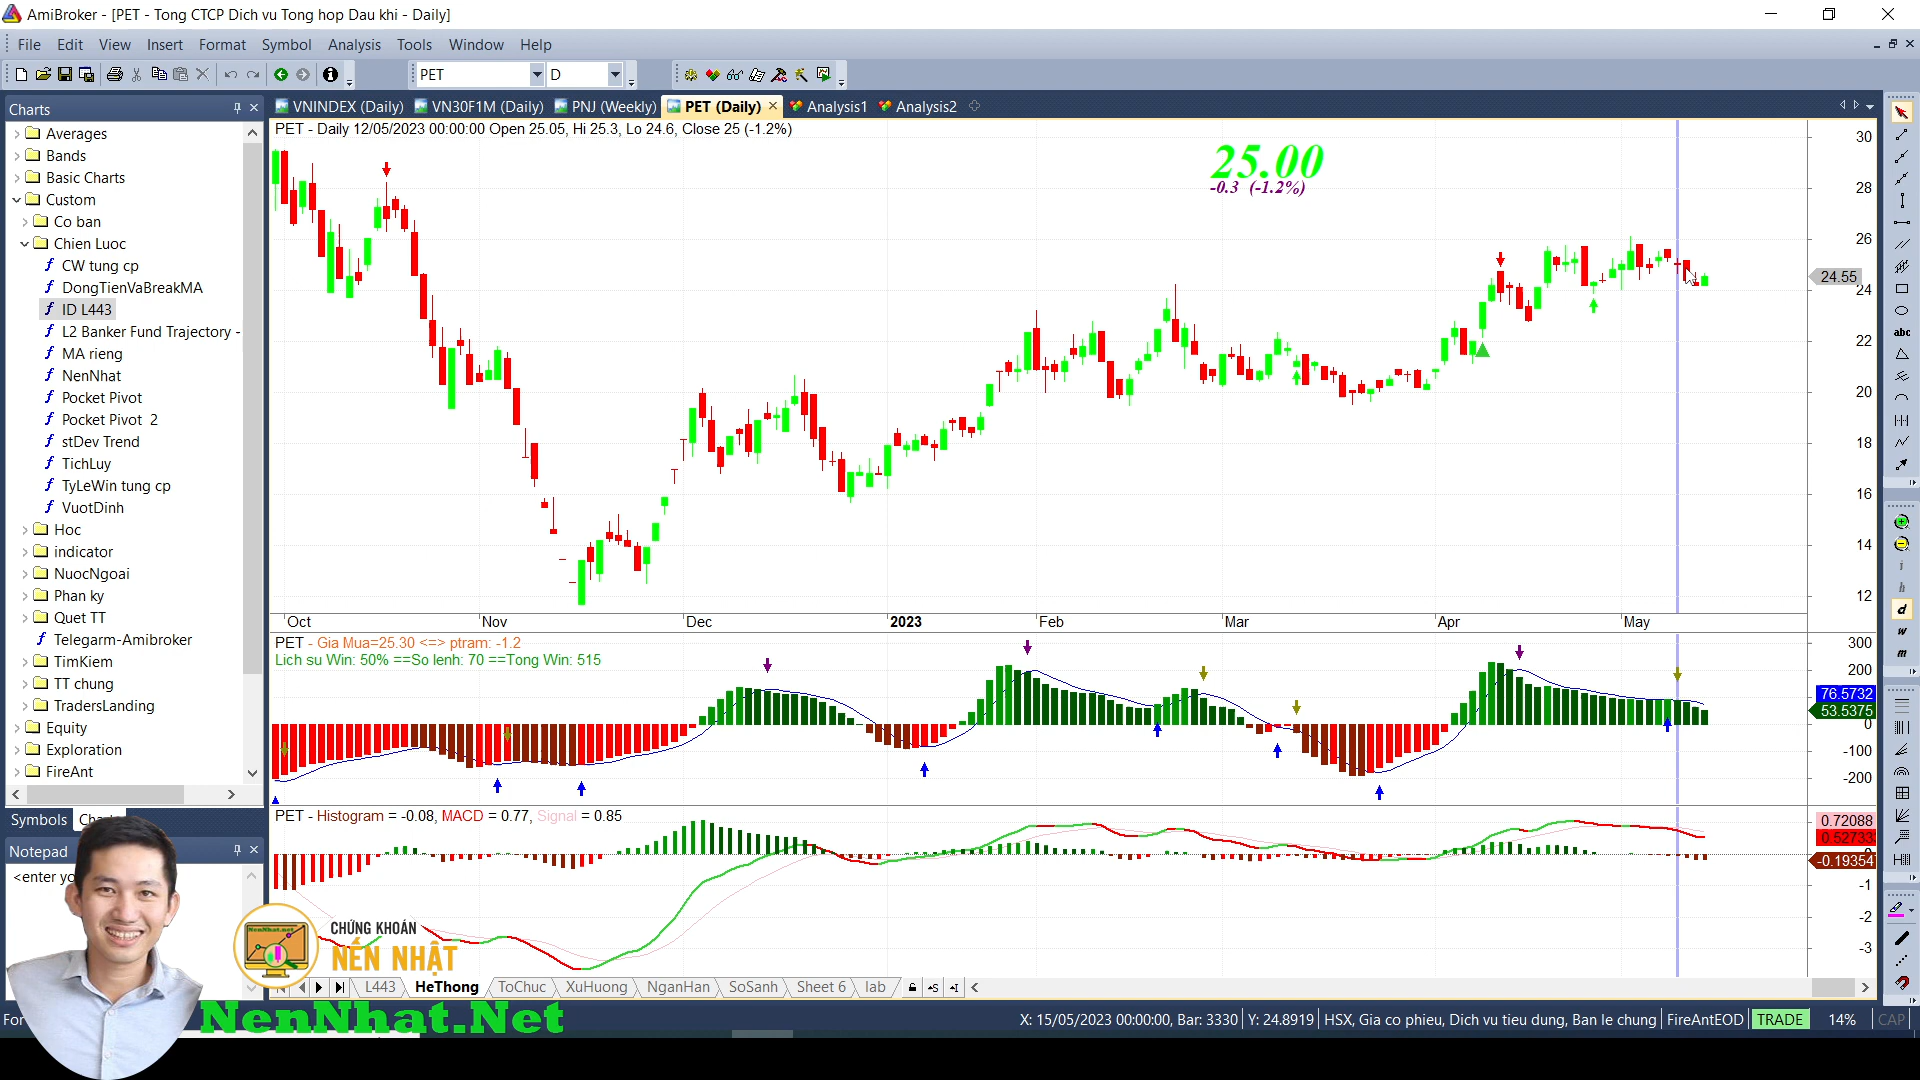 AmiBroker - [PET - Tong CTCP Dich vu Tong hop Dau khi - Daily]
File Edit View Insert Format Symbol Analysis Tools Window Help
PET D
Charts
VNINDEX (Daily) VN30F1M (Daily) PNJ (Weekly) PET (Daily) Analysis1 Analysis2
PET - Daily 12/05/2023 00:00:00 Open 25.05, Hi 25.3, Lo 24.6, Close 25 (-1.2%)
25.00
-0.3 (-1.2%)
Averages
Bands
Basic Charts
Custom
Co ban
Chien Luoc
CW tung cp
DongTienVaBreakMA
ID L443
L2 Banker Fund Trajectory -
MA rieng
NenNhat
Pocket Pivot
Pocket Pivot 2
stDev Trend
TichLuy
TyLeWin tung cp
VuotDinh
Hoc
indicator
NuocNgoai
Phan ky
Quet TT
Telegarm-Amibroker
TimKiem
TT chung
TradersLanding
Equity
Exploration
FireAnt
30
28
26
24.55
24
22
20
18
16
14
12
Oct Nov Dec 2023 Feb Mar Apr May
PET - Gia Mua=25.30 <=> ptram: -1.2
Lich su Win: 50% ==So lenh: 70 ==Tong Win: 515
300
200
76.5732
53.5375
0
-100
-200
PET - Histogram = -0.08, MACD = 0.77, Signal = 0.85
0.72088
0.527333
-0.19354
-1
-2
-3
Symbols
Notepad
<enter yo
CHỨNG KHOÁN
NẾN NHẬT
NenNhat.Net
L443 HeThong ToChuc XuHuong NganHan SoSanh Sheet 6 lab
For
X: 15/05/2023 00:00:00, Bar: 3330 Y: 24.8919 HSX, Gia co phieu, Dich vu tieu dung, Ban le chung FireAntEOD TRADE 14% CAP
abc
i
h
d
w
m